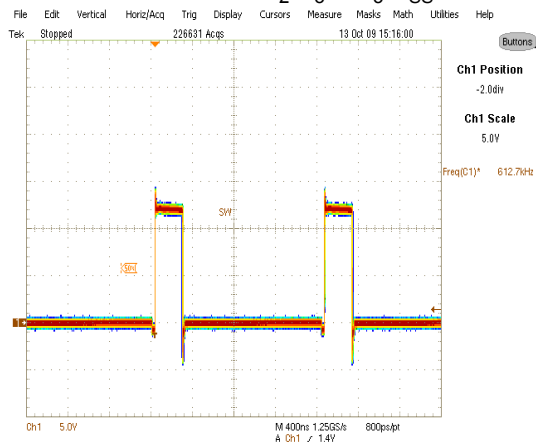 File Edit Vertical Horiz/Acq Trig Display Cursors Measure Masks Math Utilities Help
Tek Stopped 226631 Acqs 13 Oct 09 15:16:00
Buttons
Ch1 Position
-2.0div
Ch1 Scale
5.0V
Freq(C1)* 612.7kHz
SW
1
Ch1 5.0V M 400ns 1.25GS/s 800ps/pt
A Ch1 ∕ 1.4V